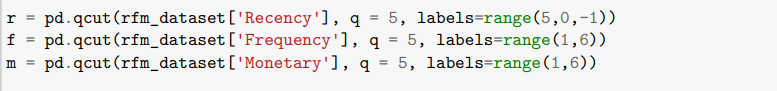 r = pd.qcut(rfm_dataset['Recency'], q = 5, labels=range(5,0,-1))
f = pd.qcut(rfm_dataset['Frequency'], q = 5, labels=range(1,6))
m = pd.qcut(rfm_dataset['Monetary'], q = 5, labels=range(1,6))